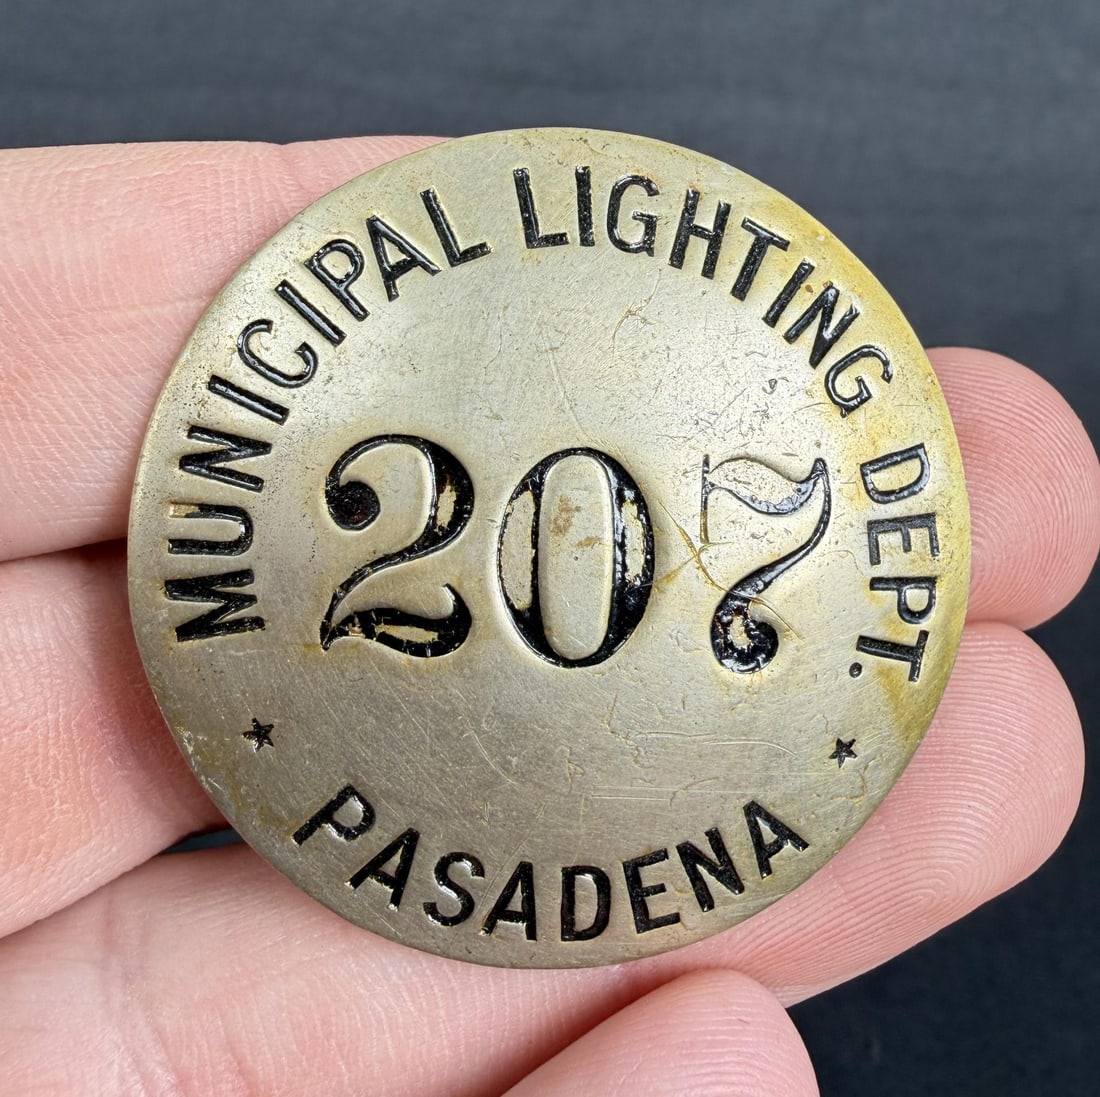 MUNICIPAL LIGHTING DEPT.
207
PASADENA